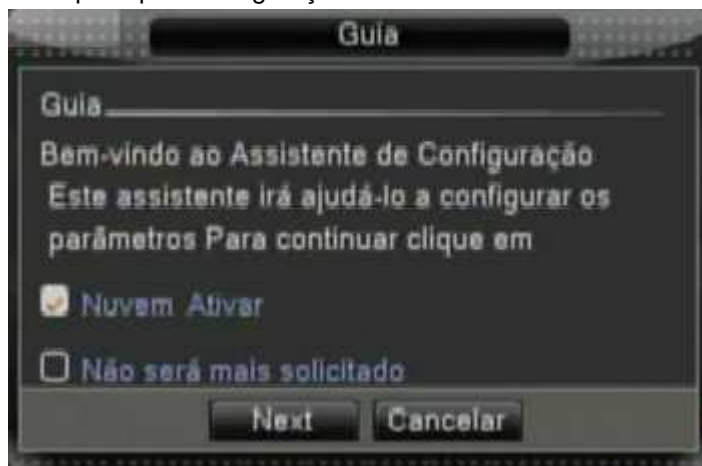 Guia
Guia
Bem-vindo ao Assistente de Configuração
Este assistente irá ajudá-lo a configurar os
parâmetros Para continuar clique em
Nuvem Ativar
Não será mais solicitado
Next Cancelar